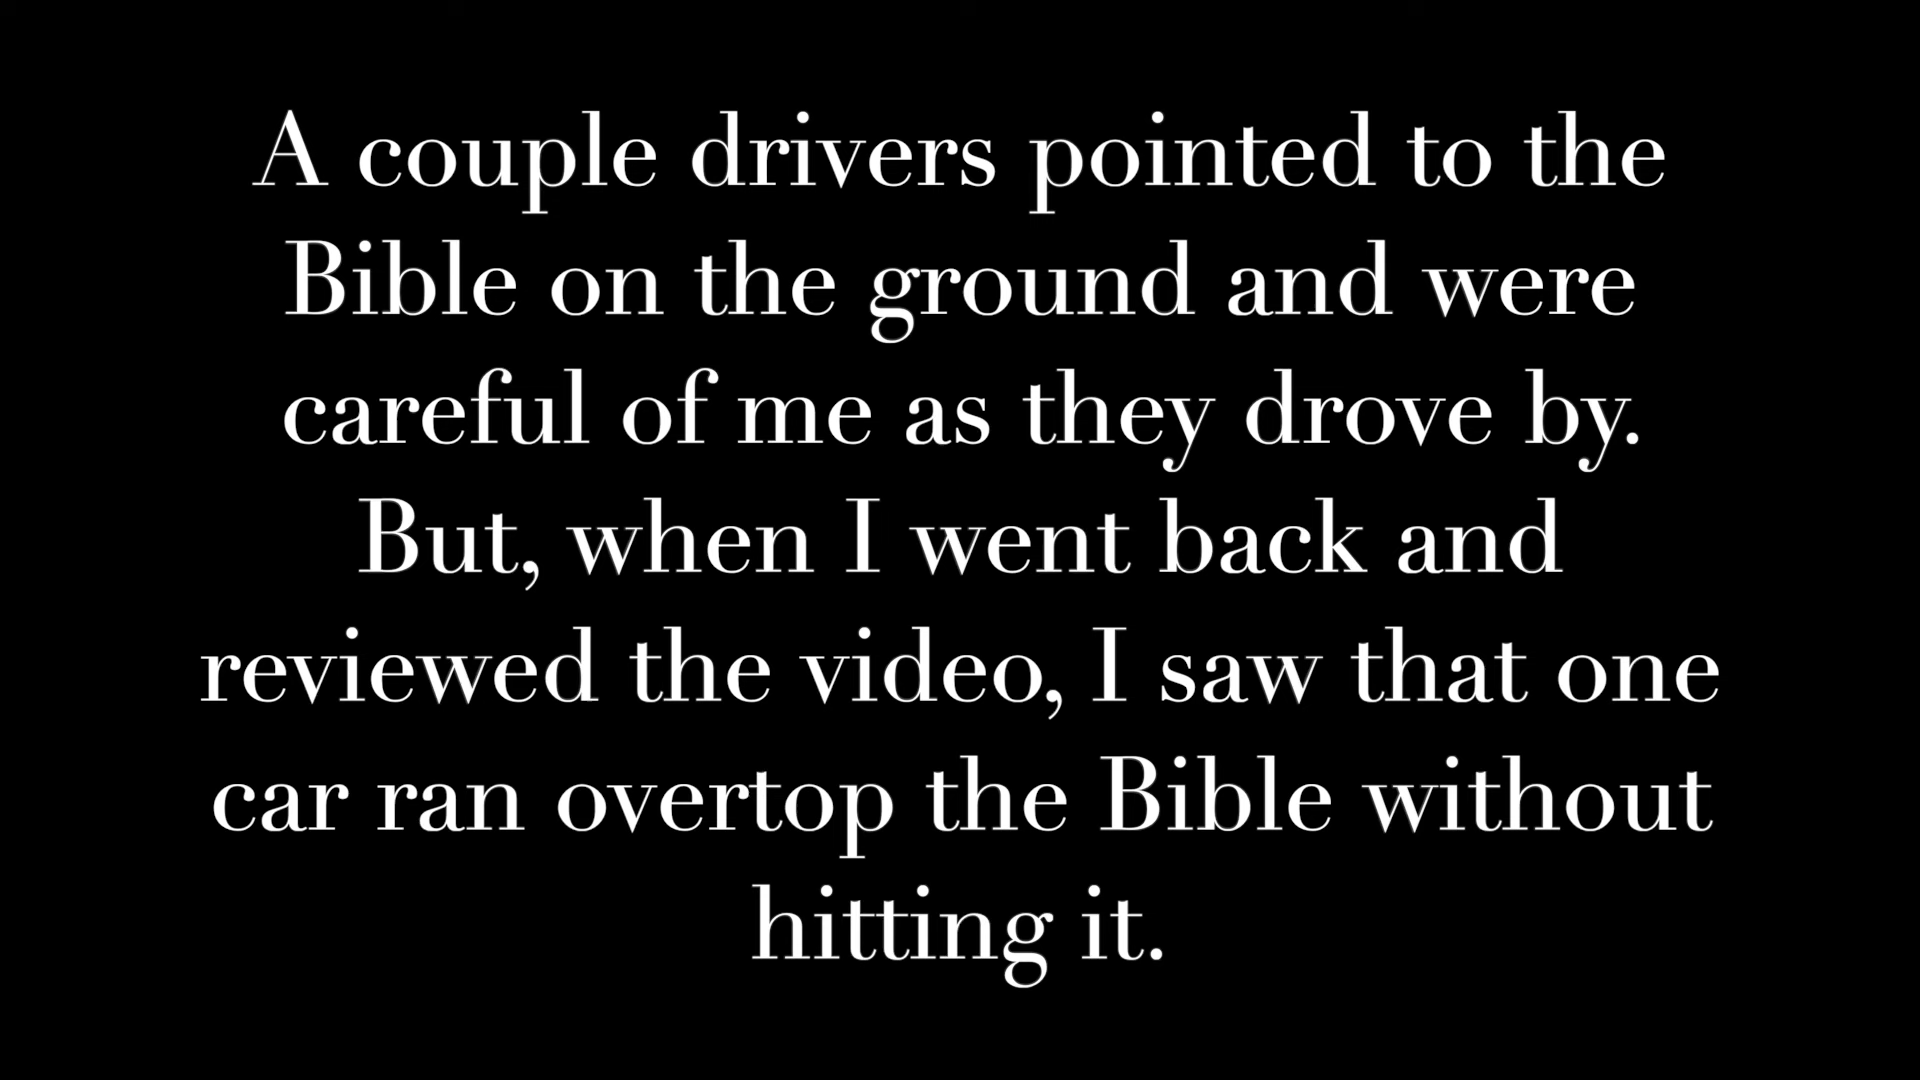 A couple drivers pointed to the
Bible on the ground and were
careful of me as they drove by.
But, when I went back and
reviewed the video, I saw that one
car ran overtop the Bible without
hitting it.